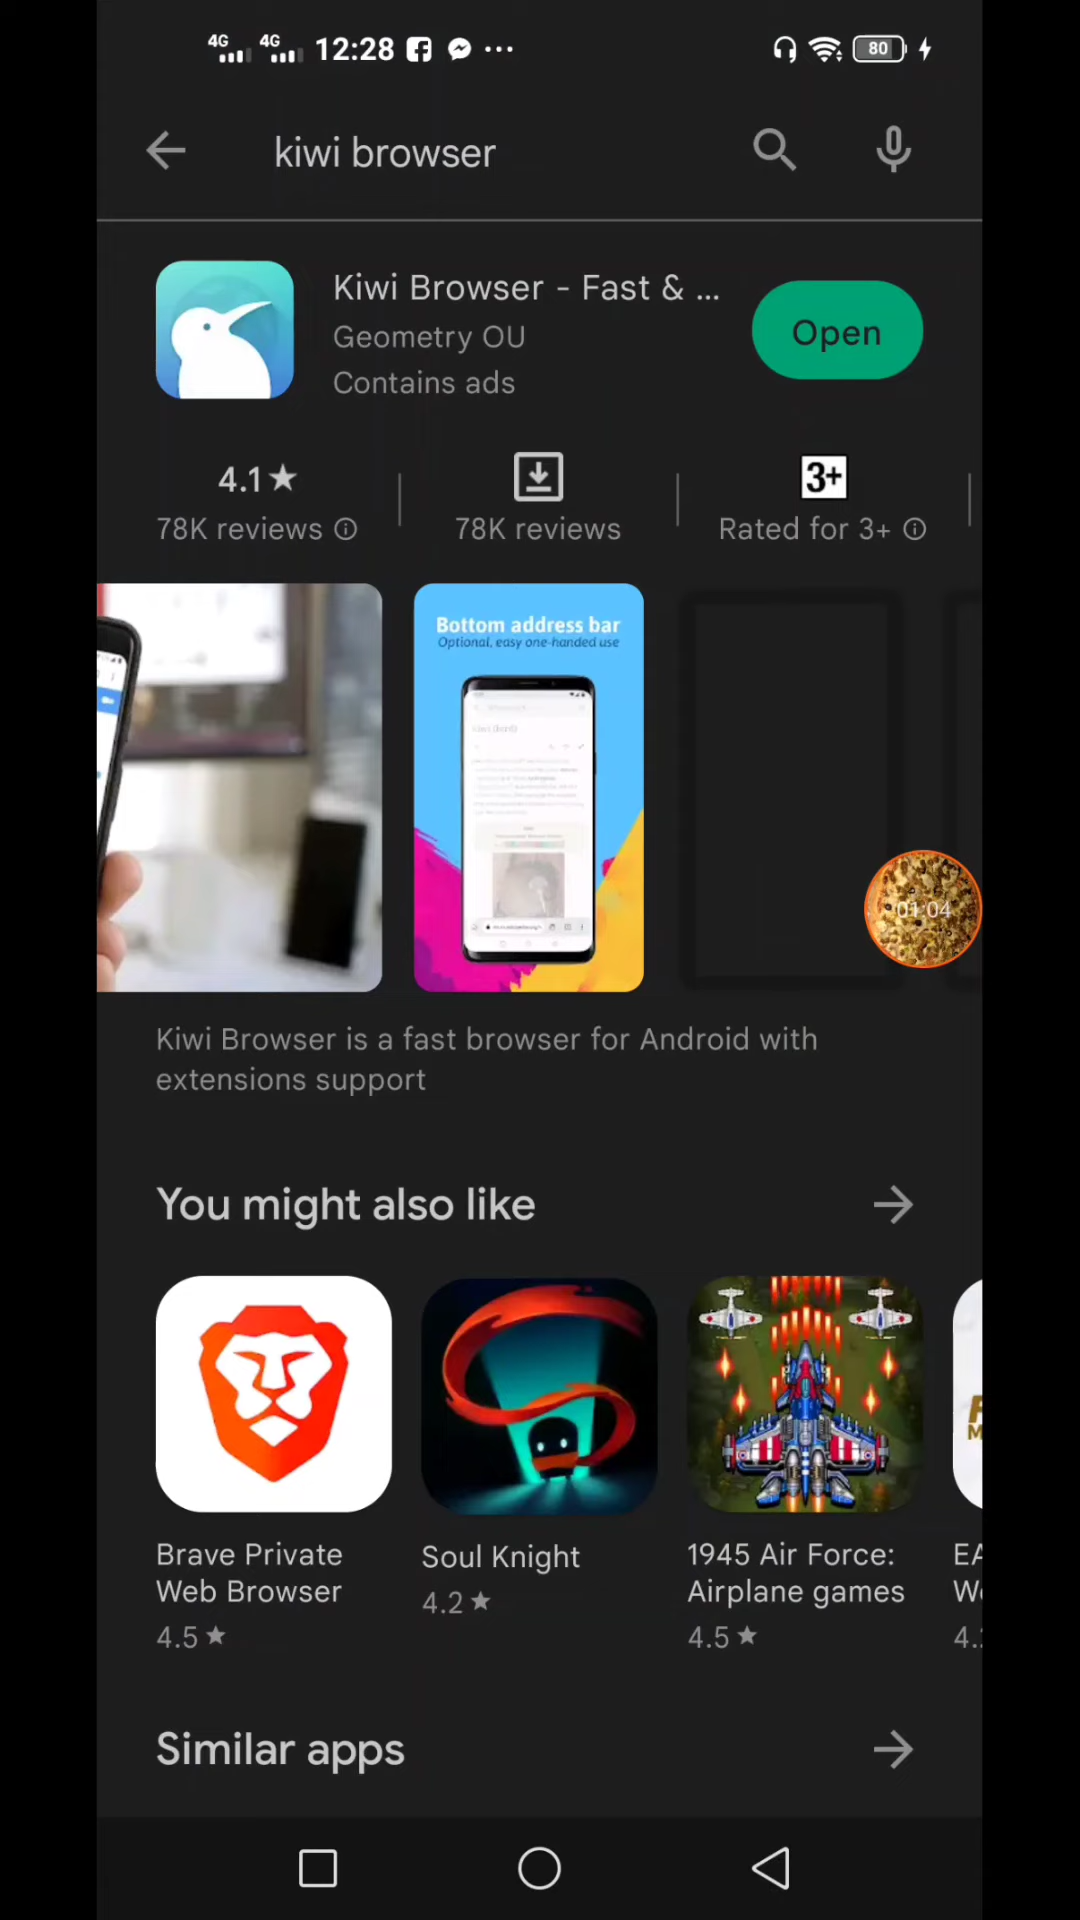 4G 4G 12:28 80
kiwi browser
Kiwi Browser - Fast & ...
Geometry OU
Open
Contains ads
4.1★
3+
78K reviews
78K reviews
Rated for 3+
Bottom address bar
Optional, easy one-handed use
01:04
Kiwi Browser is a fast browser for Android with
extensions support
You might also like
Brave Private
Web Browser
4.5 ★
Soul Knight
4.2 ★
1945 Air Force:
Airplane games
4.5 ★
EA
4.
Similar apps